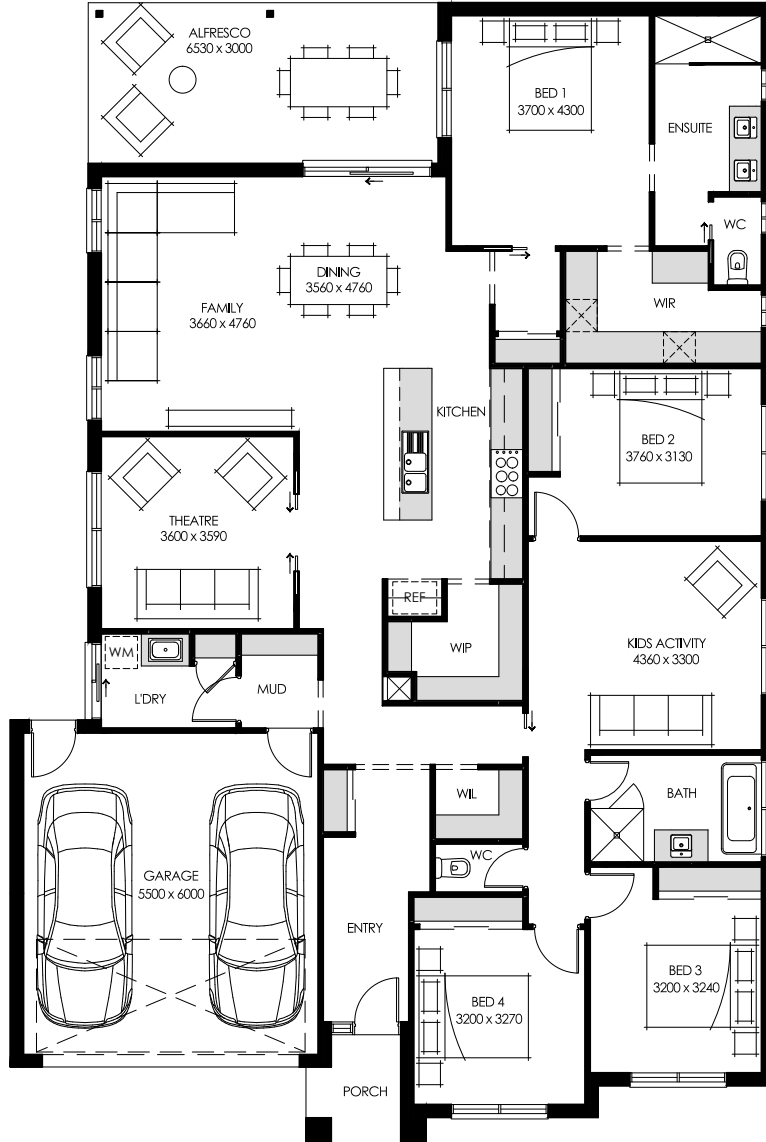 ALFRESCO
6530 x 3000
BED 1
3700 x 4300
ENSUITE
WC
DINING
3560 x 4760
FAMILY
3660 x 4760
WIR
KITCHEN
BED 2
3760 x 3130
THEATRE
3600 x 3590
REF
WIP
KIDS ACTIVITY
4360 x 3300
WM
L'DRY
MUD
WIL
BATH
WC
GARAGE
5500 x 6000
ENTRY
BED 3
3200 x 3240
BED 4
3200 x 3270
PORCH